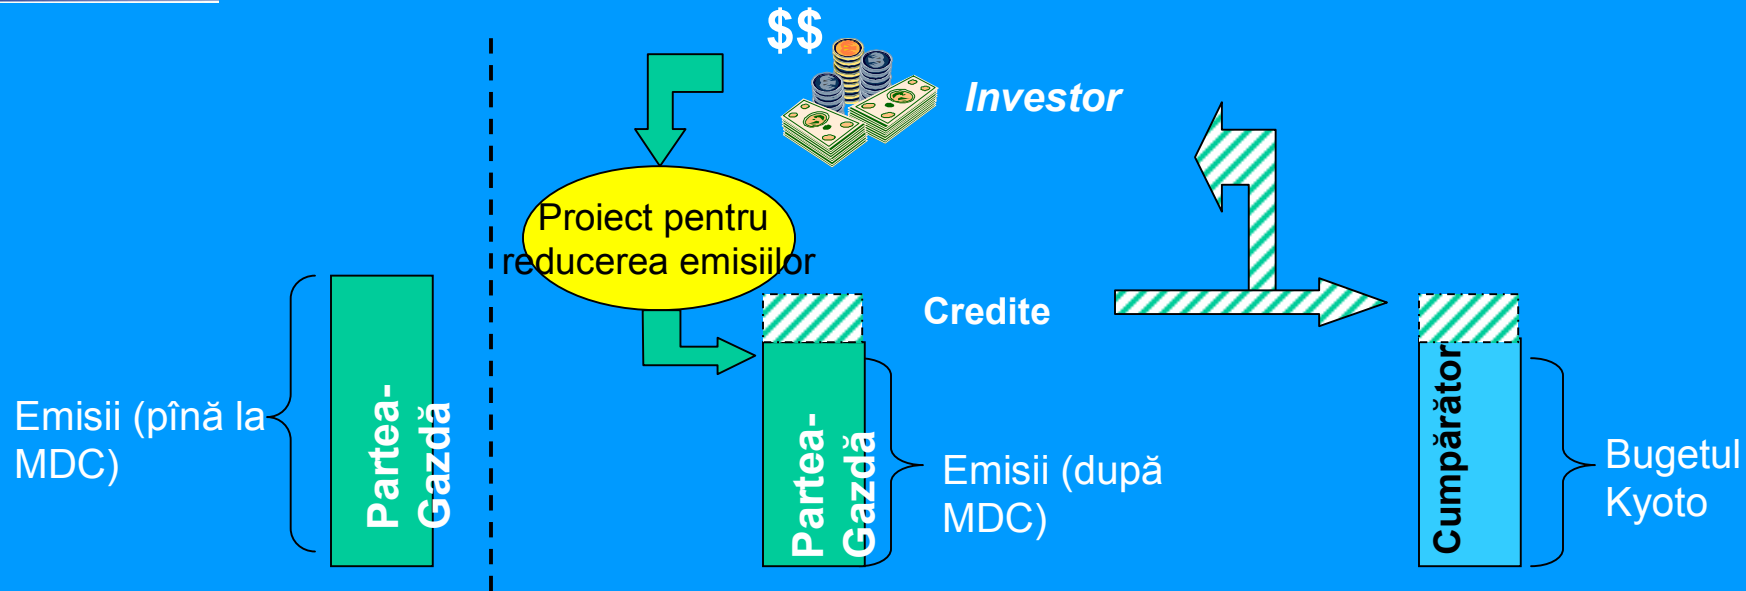 $$
Investor
Proiect pentru
reducerea emisiilor
Credite
Emisii (pînă la
MDC)
Partea-
Gazdă
Partea-
Gazdă
Emisii (după
MDC)
Cumpărător
Bugetul
Kyoto